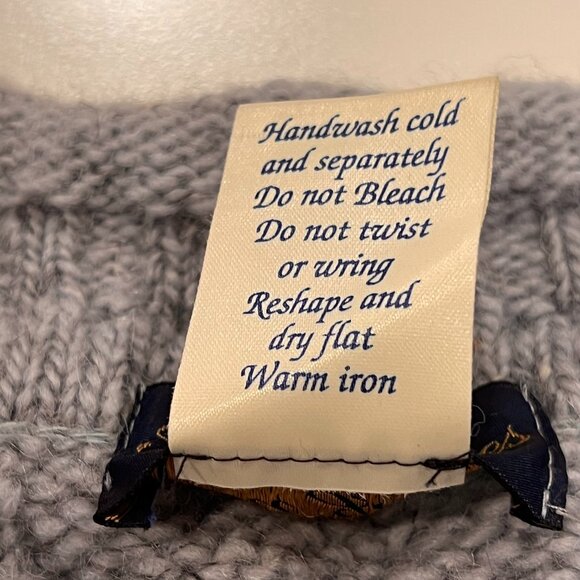 Handwash cold
and separately
Do not Bleach
Do not twist
or wring
Reshape and
dry flat
Warm iron